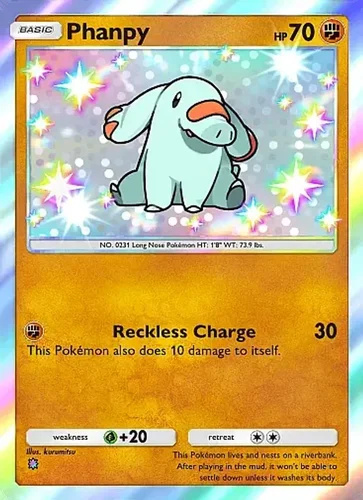 BASIC Phanpy HP 70
NO. 0231 Long Nose Pokémon HT: 1'8" WT: 73.9 lbs.
Reckless Charge 30
This Pokémon also does 10 damage to itself.
weakness +20 retreat
Illus. kurumitsu
This Pokémon lives and nests on a riverbank.
After playing in the mud, it won't be able to
settle down unless it washes its body